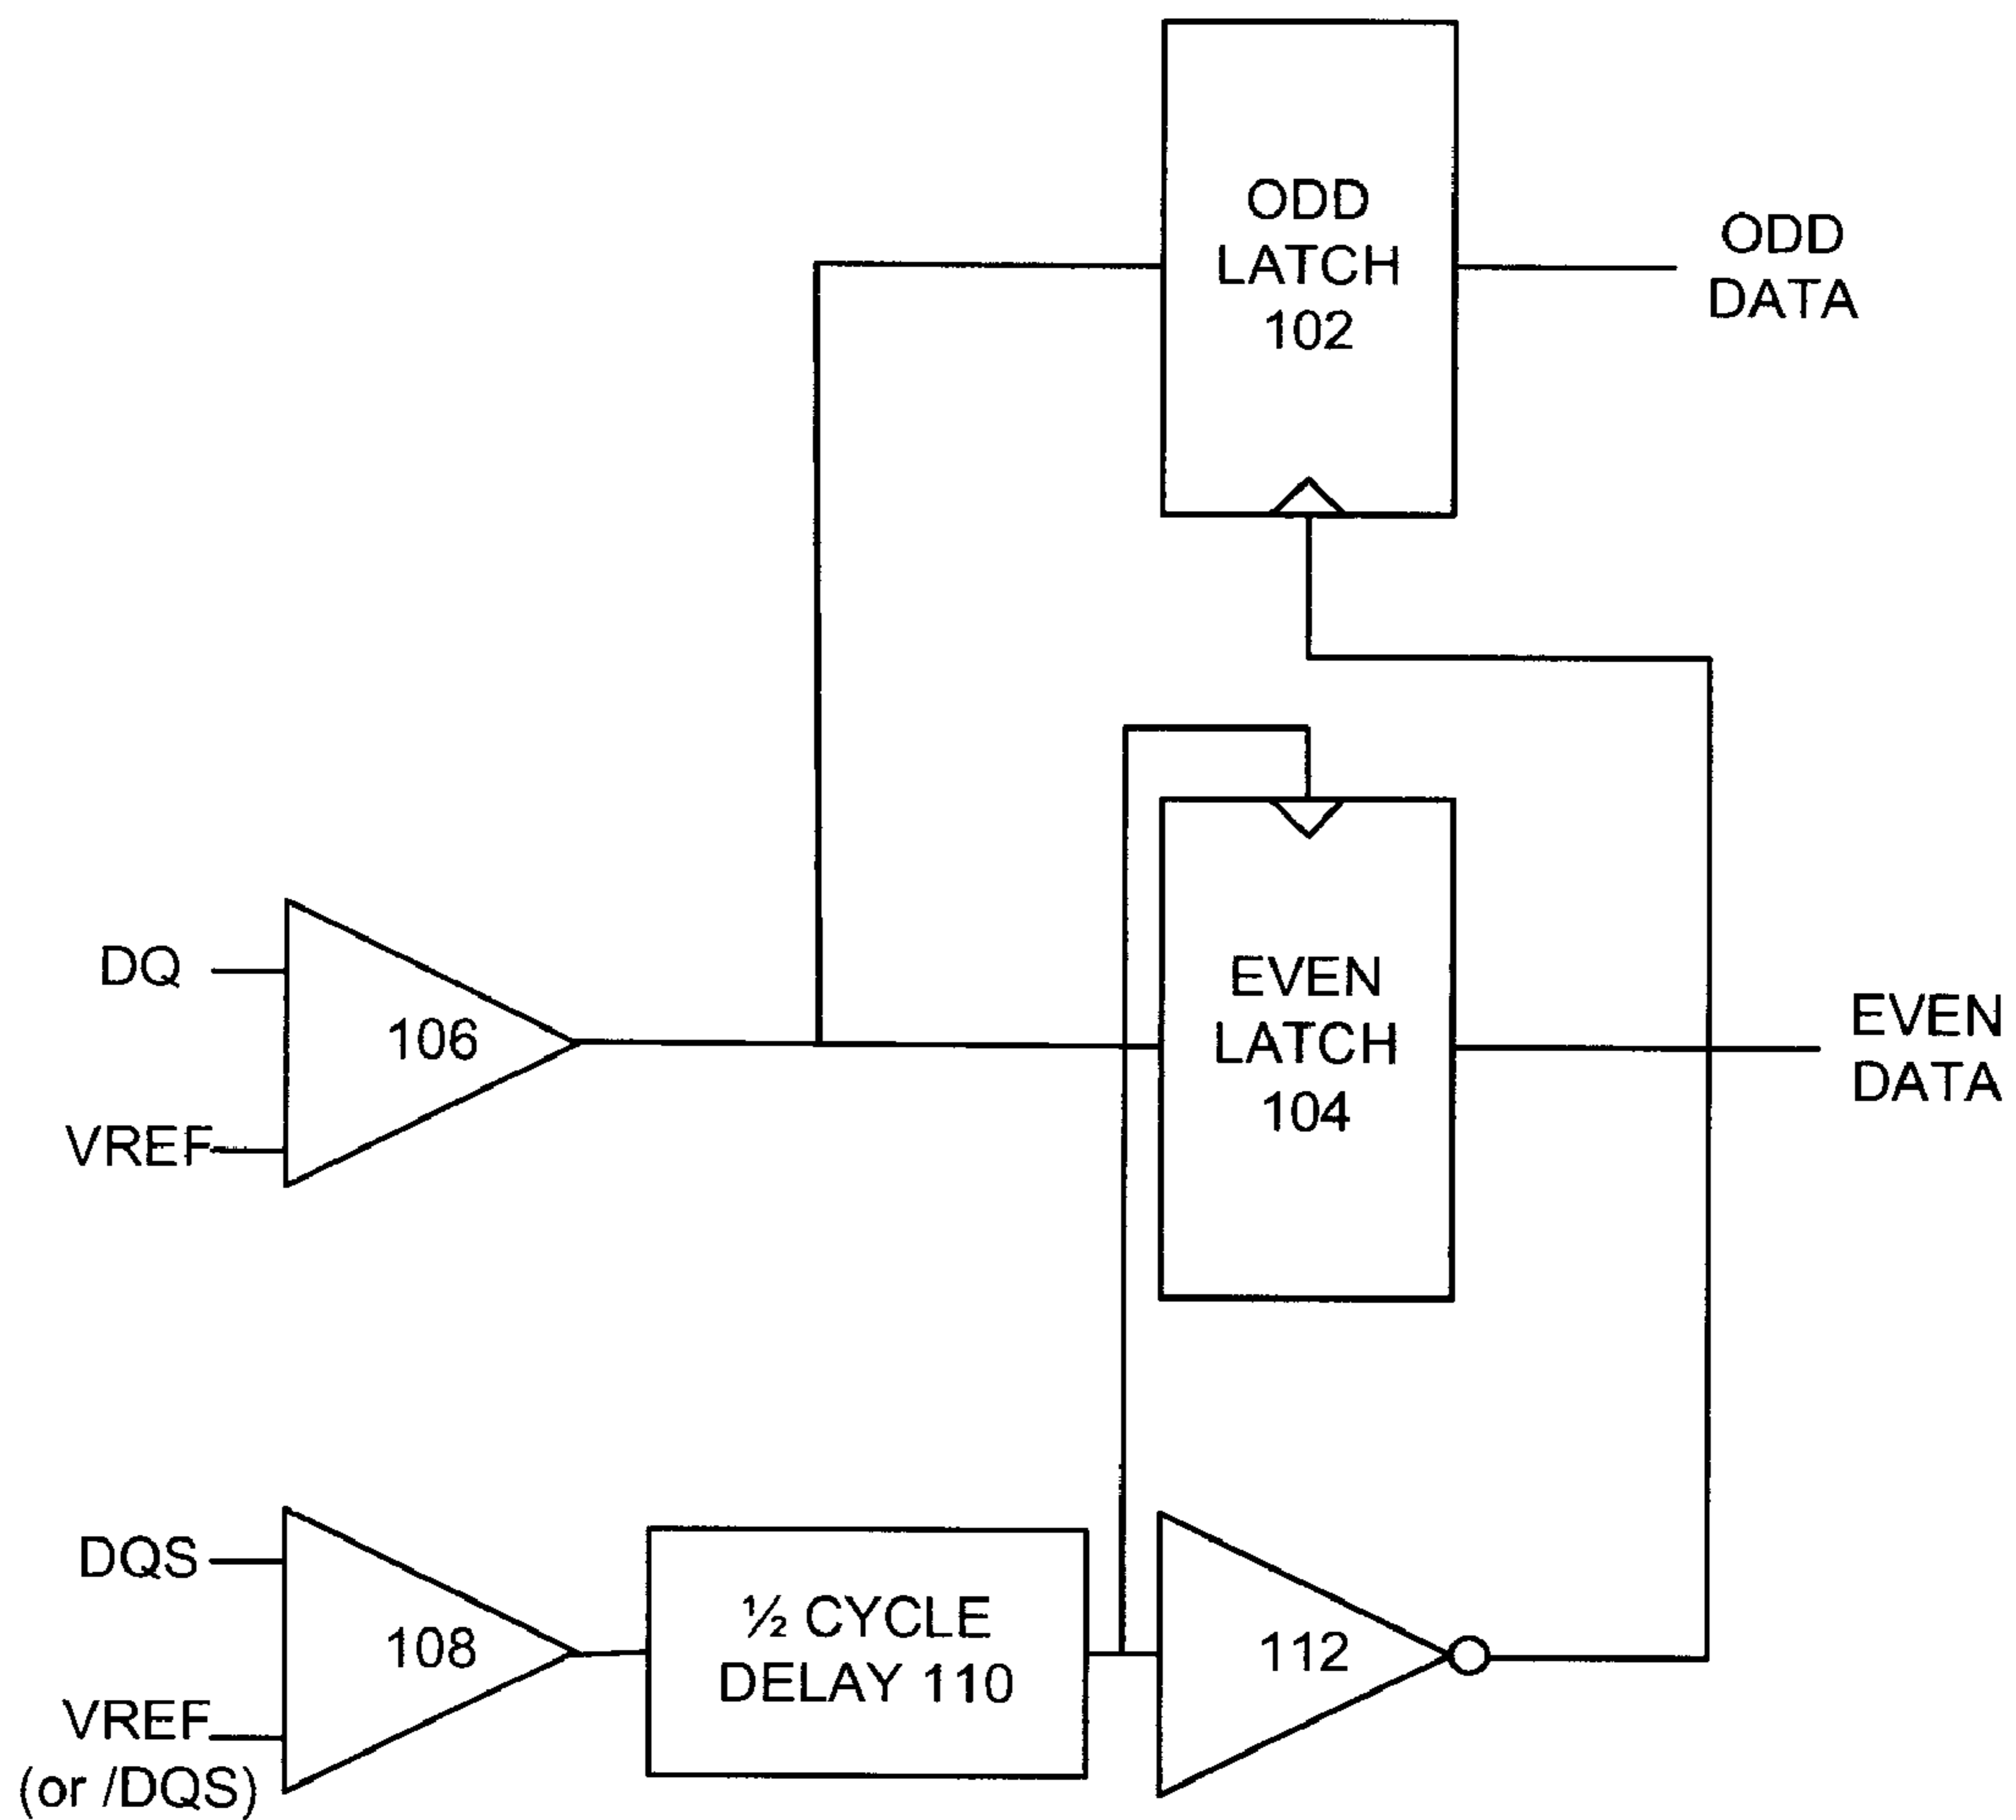 ODD
LATCH
102
ODD
DATA
DQ
106
VREF
EVEN
LATCH
104
EVEN
DATA
DQS
108
VREF
(or /DQS)
½ CYCLE
DELAY 110
112